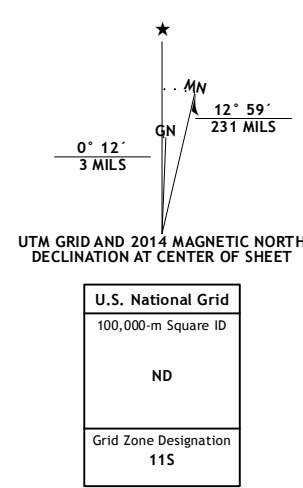 ★
MN
GN
12° 59´
231 MILS
0° 12´
3 MILS
UTM GRID AND 2014 MAGNETIC NORTH
DECLINATION AT CENTER OF SHEET
U.S. National Grid
100,000-m Square ID
ND
Grid Zone Designation
11S